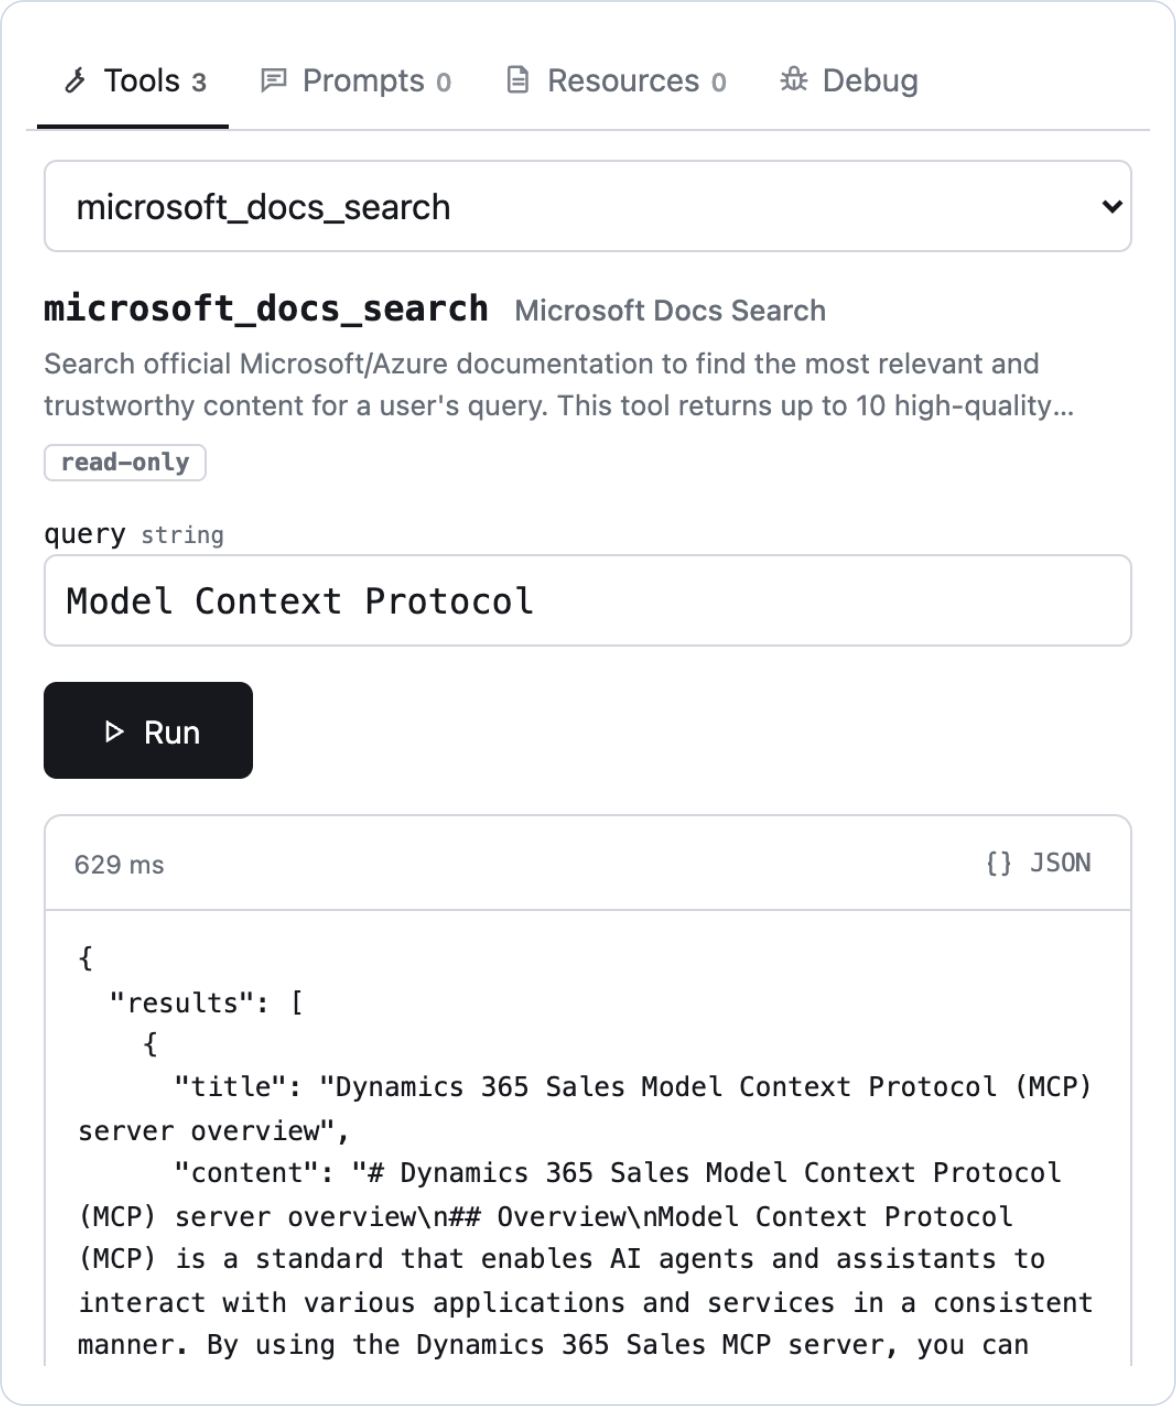 Tools 3 Prompts 0 Resources 0 Debug
microsoft_docs_search
microsoft_docs_search Microsoft Docs Search
Search official Microsoft/Azure documentation to find the most relevant and
trustworthy content for a user's query. This tool returns up to 10 high-quality...
read-only
query string
Model Context Protocol
Run
629 ms {} JSON
{
  "results": [
    {
      "title": "Dynamics 365 Sales Model Context Protocol (MCP)
server overview",
      "content": "# Dynamics 365 Sales Model Context Protocol
(MCP) server overview\n## Overview\nModel Context Protocol
(MCP) is a standard that enables AI agents and assistants to
interact with various applications and services in a consistent
manner. By using the Dynamics 365 Sales MCP server, you can